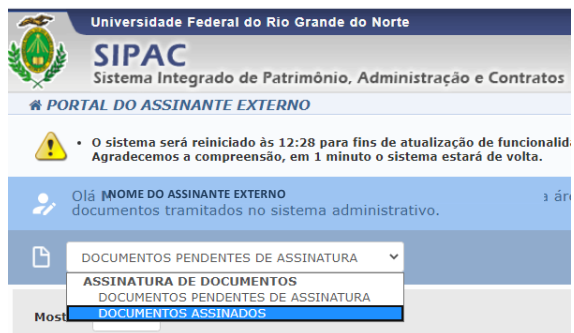 Universidade Federal do Rio Grande do Norte
SIPAC
Sistema Integrado de Patrimônio, Administração e Contratos
PORTAL DO ASSINANTE EXTERNO
• O sistema será reiniciado às 12:28 para fins de atualização de
Agradecemos a compreensão, em 1 minuto o sistema estará de volta.
Olá NOME DO ASSINANTE EXTERNO
documentos tramitados no sistema administrativo.
DOCUMENTOS PENDENTES DE ASSINATURA
ASSINATURA DE DOCUMENTOS
DOCUMENTOS PENDENTES DE ASSINATURA
DOCUMENTOS ASSINADOS